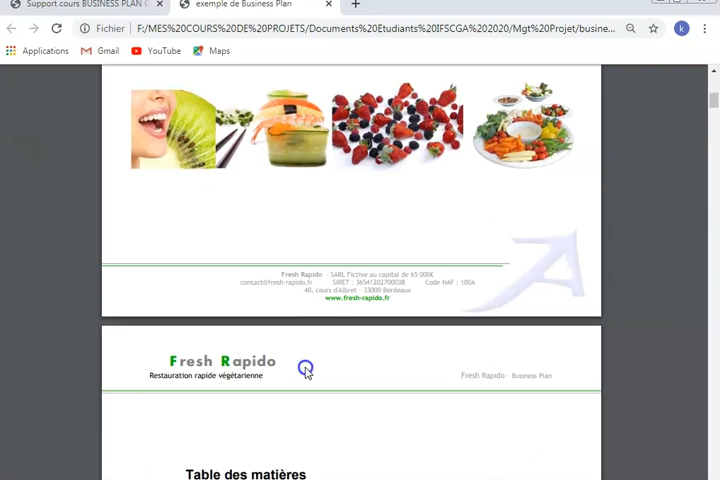 Support cours BUSINESS PLAN C
exemple de Business Plan
Fichier | F:/MES%20COURS%20DE%20PROJETS/Documents%20Etudiants%20IFSCGA%202020/Mgt%20Projet/busine...
k
Applications
Gmail
YouTube
Maps
Fresh Rapido - SARL Fictive au capital de 65 000€
contact@fresh-rapido.fr SIRET : 36541202700038 Code NAF : 100A
40, cours d'Albret - 33000 Bordeaux
www.fresh-rapido.fr
Fresh Rapido
Restauration rapide végétarienne
Fresh Rapido - Business Plan
Table des matières